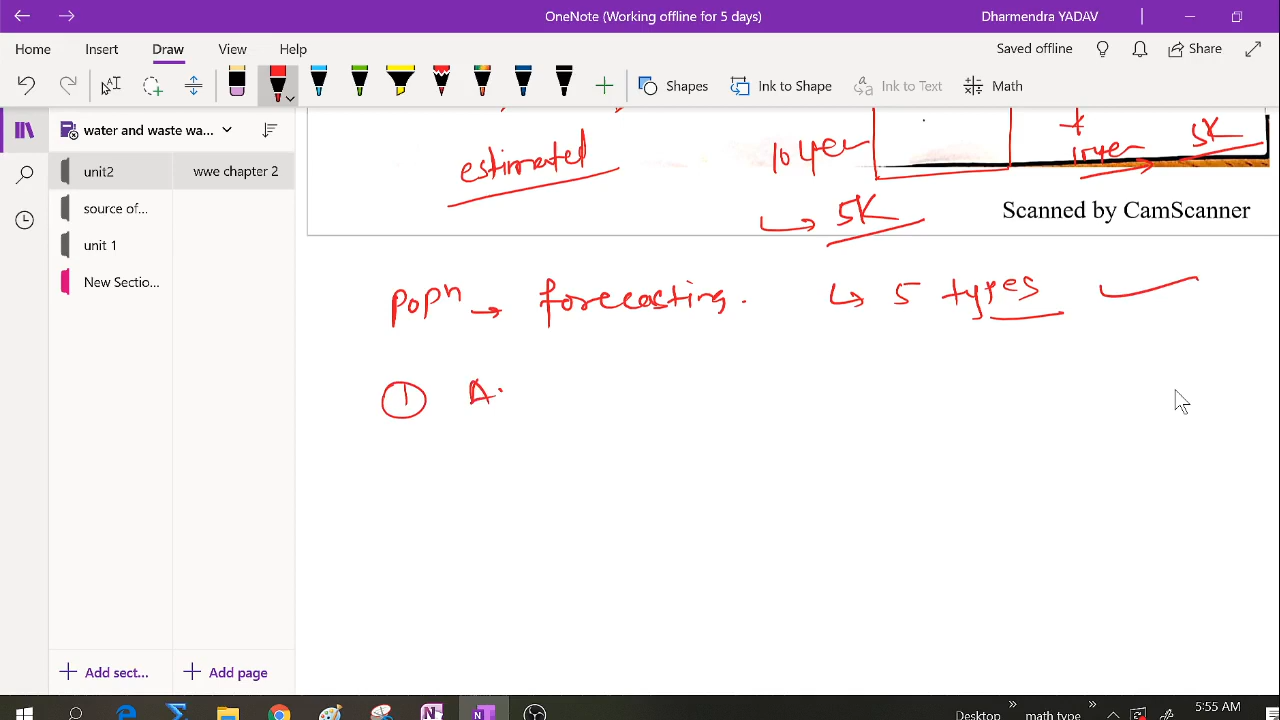 OneNote (Working offline for 5 days)
Dharmendra YADAV
Home Insert Draw View Help
Saved offline
Share
Shapes
Ink to Shape
Ink to Text
Math
water and waste wa...
unit2
wwe chapter 2
source of...
unit 1
New Sectio...
estimated
10 year
5K
5K
Scanned by CamScanner
popn → forecasting. ↳ 5 types
① A.
Add sect...
Add page
Desktop
math type
5:55 AM